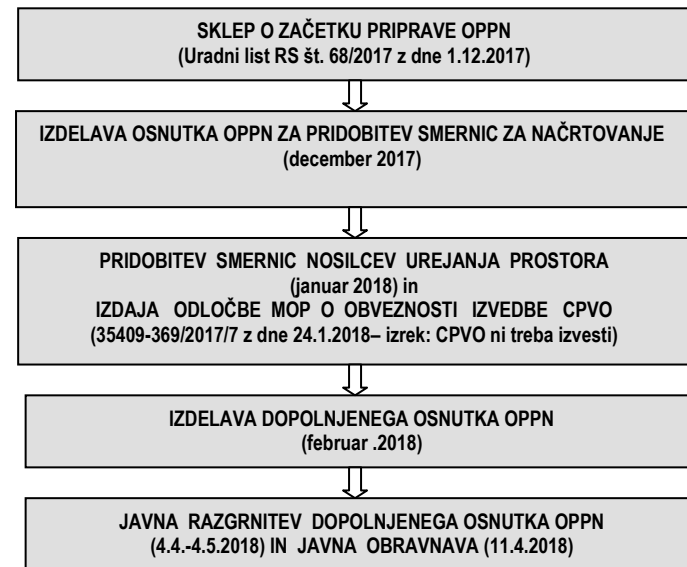 SKLEP O ZAČETKU PRIPRAVE OPPN
(Uradni list RS št. 68/2017 z dne 1.12.2017)
IZDELAVA OSNUTKA OPPN ZA PRIDOBITEV SMERNIC ZA NAČRTOVANJE
(december 2017)
PRIDOBITEV SMERNIC NOSILCEV UREJANJA PROSTORA
(januar 2018) in
IZDAJA ODLOČBE MOP O OBVEZNOSTI IZVEDBE CPVO
(35409-369/2017/7 z dne 24.1.2018– izrek: CPVO ni treba izvesti)
IZDELAVA DOPOLNJENEGA OSNUTKA OPPN
(februar .2018)
JAVNA RAZGRNITEV DOPOLNJENEGA OSNUTKA OPPN
(4.4.-4.5.2018) IN JAVNA OBRAVNAVA (11.4.2018)